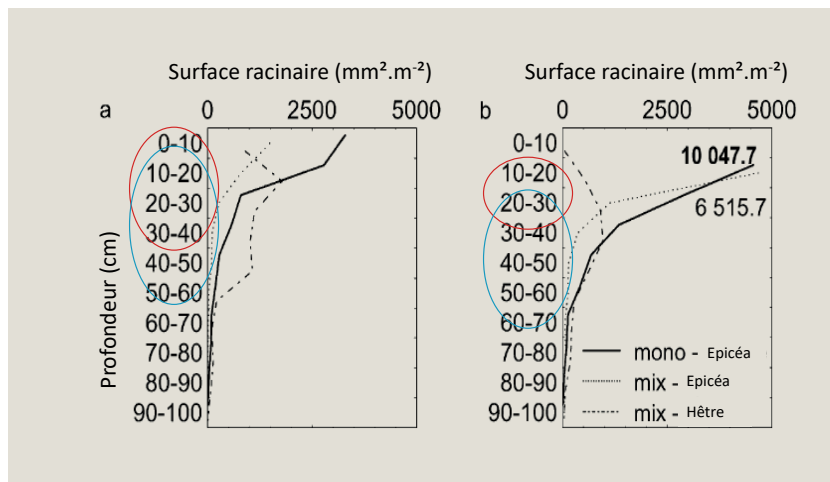 Surface racinaire (mm².m⁻²)
a
0 2500 5000
Profondeur (cm)
0-10
10-20
20-30
30-40
40-50
50-60
60-70
70-80
80-90
90-100
Surface racinaire (mm².m⁻²)
b
0 2500 5000
0-10
10-20
20-30
30-40
40-50
50-60
60-70
70-80
80-90
90-100
10 047.7
6 515.7
mono - Epicéa
mix - Epicéa
mix - Hêtre